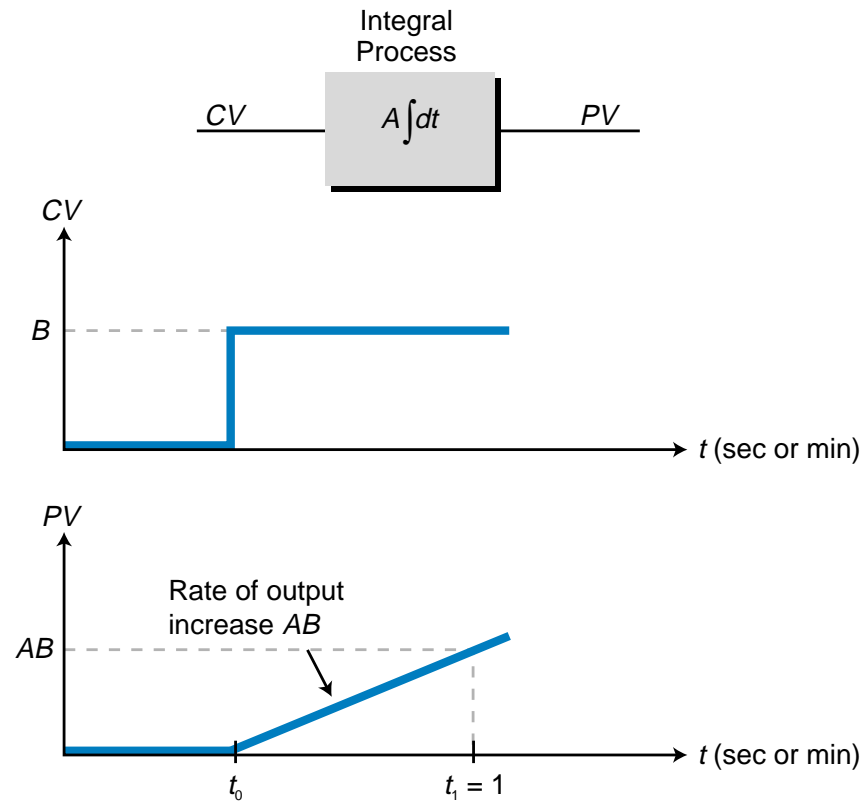 Integral
Process
CV
A∫dt
PV
CV
B
t (sec or min)
PV
Rate of output
increase AB
AB
t (sec or min)
t₀
t₁ = 1